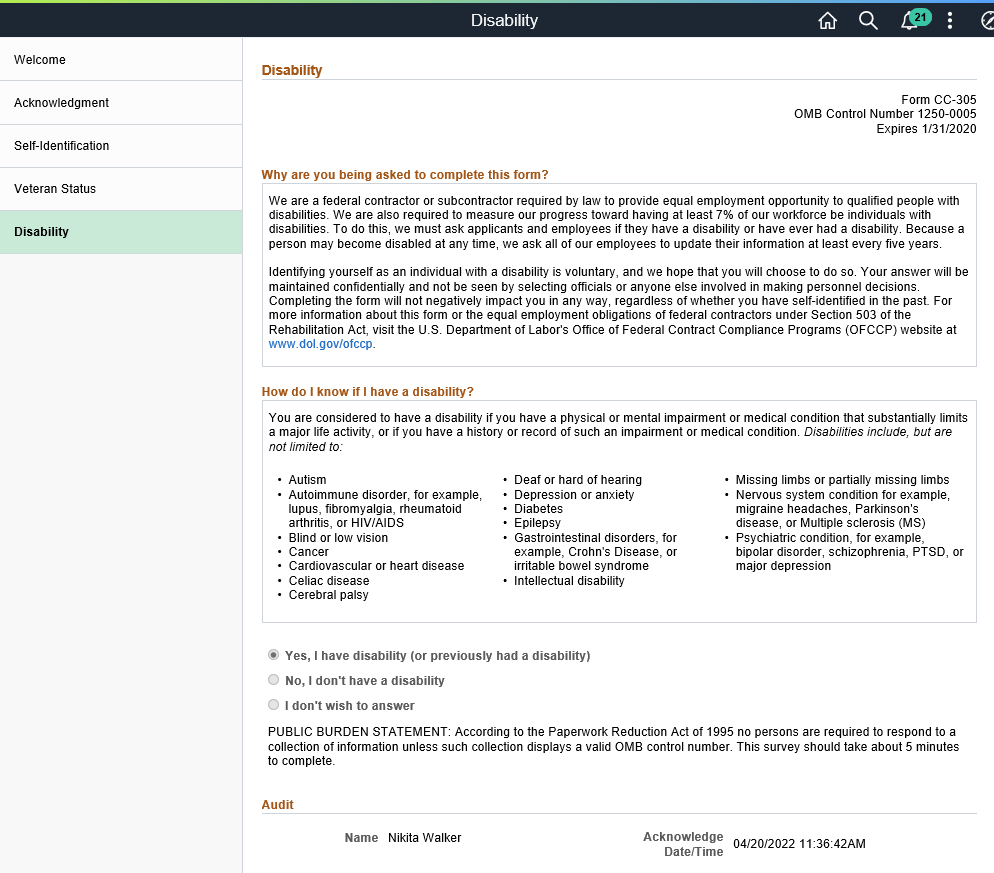 Disability
21
Welcome
Acknowledgment
Self-Identification
Veteran Status
Disability
Disability
Form CC-305
OMB Control Number 1250-0005
Expires 1/31/2020
Why are you being asked to complete this form?
We are a federal contractor or subcontractor required by law to provide equal employment opportunity to qualified people with
disabilities. We are also required to measure our progress toward having at least 7% of our workforce be individuals with
disabilities. To do this, we must ask applicants and employees if they have a disability or have ever had a disability. Because a
person may become disabled at any time, we ask all of our employees to update their information at least every five years.
Identifying yourself as an individual with a disability is voluntary, and we hope that you will choose to do so. Your answer will be
maintained confidentially and not be seen by selecting officials or anyone else involved in making personnel decisions.
Completing the form will not negatively impact you in any way, regardless of whether you have self-identified in the past. For
more information about this form or the equal employment obligations of federal contractors under Section 503 of the
Rehabilitation Act, visit the U.S. Department of Labor's Office of Federal Contract Compliance Programs (OFCCP) website at
www.dol.gov/ofccp.
How do I know if I have a disability?
You are considered to have a disability if you have a physical or mental impairment or medical condition that substantially limits
a major life activity, or if you have a history or record of such an impairment or medical condition. Disabilities include, but are
not limited to:
• Autism
• Autoimmune disorder, for example,
lupus, fibromyalgia, rheumatoid
arthritis, or HIV/AIDS
• Blind or low vision
• Cancer
• Cardiovascular or heart disease
• Celiac disease
• Cerebral palsy
• Deaf or hard of hearing
• Depression or anxiety
• Diabetes
• Epilepsy
• Gastrointestinal disorders, for
example, Crohn's Disease, or
irritable bowel syndrome
• Intellectual disability
• Missing limbs or partially missing limbs
• Nervous system condition for example,
migraine headaches, Parkinson's
disease, or Multiple sclerosis (MS)
• Psychiatric condition, for example,
bipolar disorder, schizophrenia, PTSD, or
major depression
Yes, I have disability (or previously had a disability)
No, I don't have a disability
I don't wish to answer
PUBLIC BURDEN STATEMENT: According to the Paperwork Reduction Act of 1995 no persons are required to respond to a
collection of information unless such collection displays a valid OMB control number. This survey should take about 5 minutes
to complete.
Audit
Name Nikita Walker
Acknowledge
Date/Time 04/20/2022 11:36:42AM